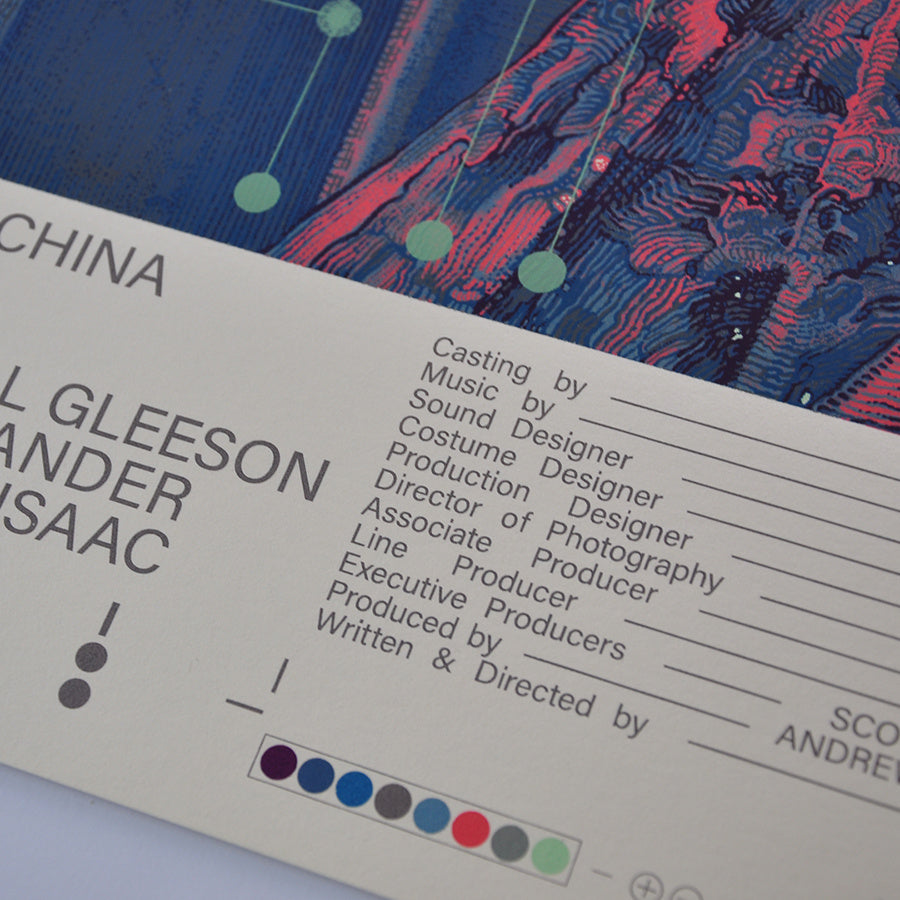 CHINA
L GLEESON
ANDER
ISAAC
Casting by
Music by
Sound Designer
Costume Designer
Production Designer
Director of Photography
Associate Producer
Line Producer
Executive Producers
Produced by
Written & Directed by
SCO
ANDREW